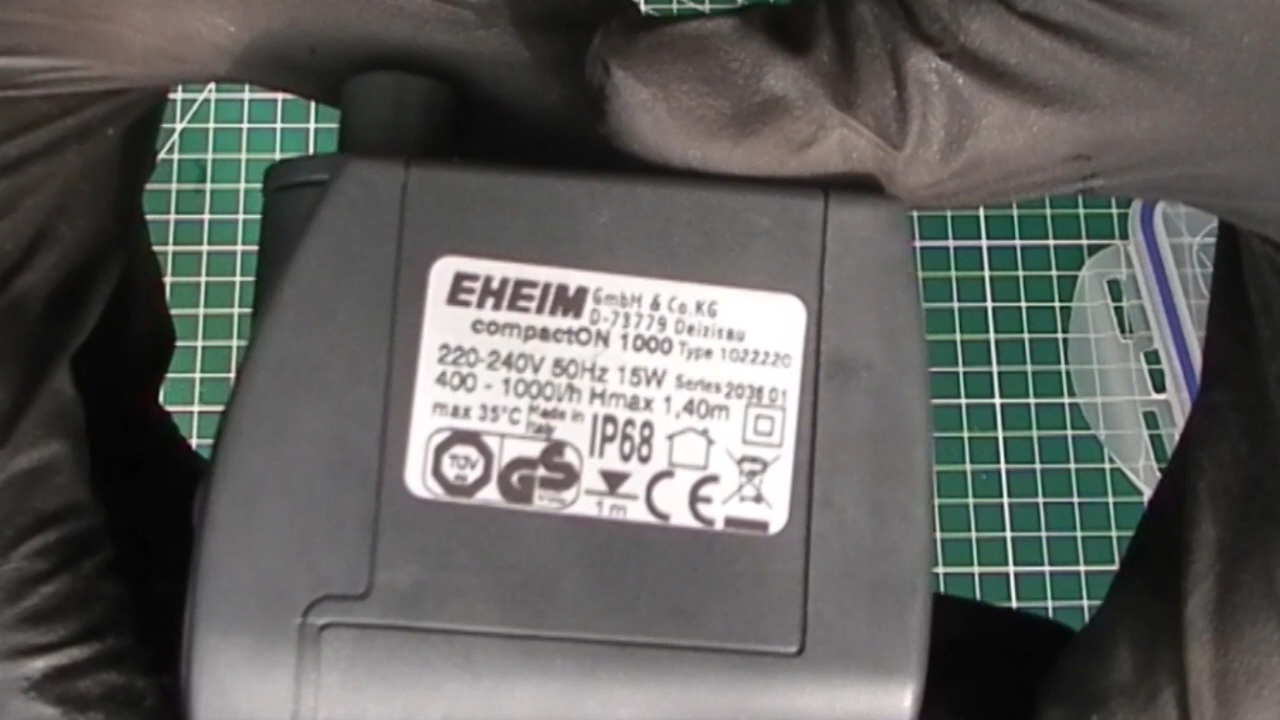 EHEIM GmbH & Co.KG
D-73779 Deizisau
compactON 1000 Type 1022220
220-240V 50Hz 15W Series 2038 01
400 - 1000l/h Hmax 1,40m
max 35°C Made in
Italy
IP68
TÜV
GS
1 m
CE